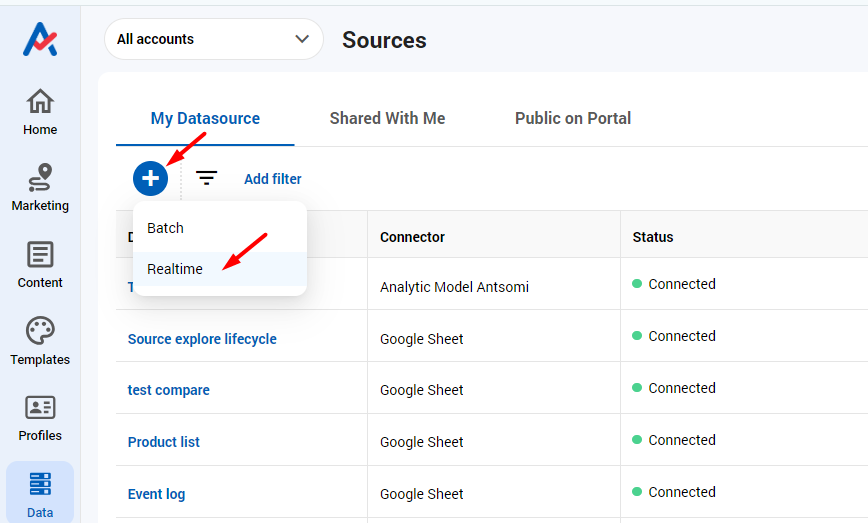 All accounts
Sources
Home
Marketing
Content
Templates
Profiles
Data
My Datasource
Shared With Me
Public on Portal
Add filter
Batch
Realtime
D
Connector
Status
T
Analytic Model Antsomi
Connected
Source explore lifecycle
Google Sheet
Connected
test compare
Google Sheet
Connected
Product list
Google Sheet
Connected
Event log
Google Sheet
Connected